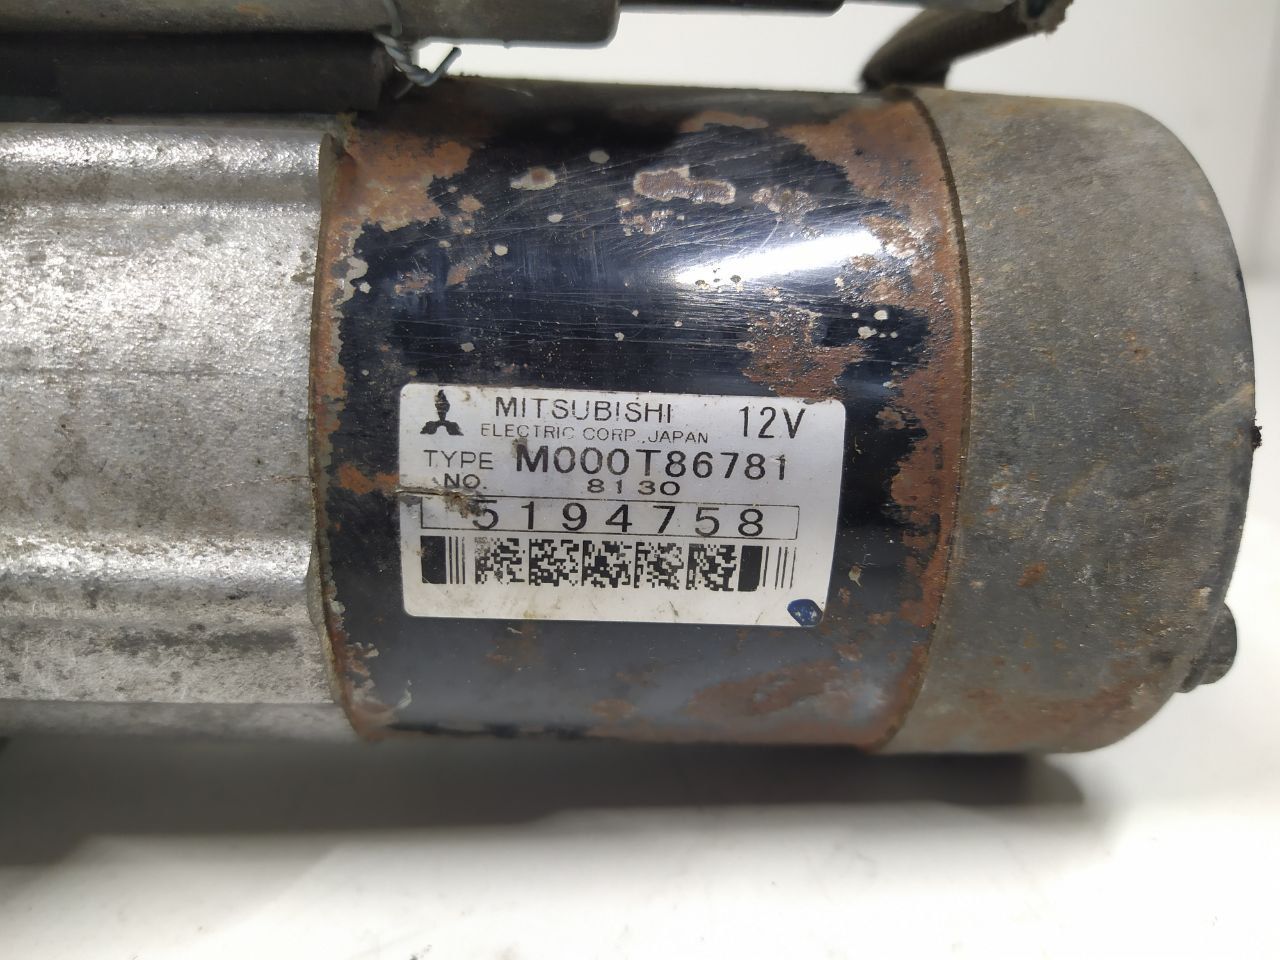 MITSUBISHI 12V
ELECTRIC CORP. JAPAN
TYPE M000T86781
NO. 8130
5194758